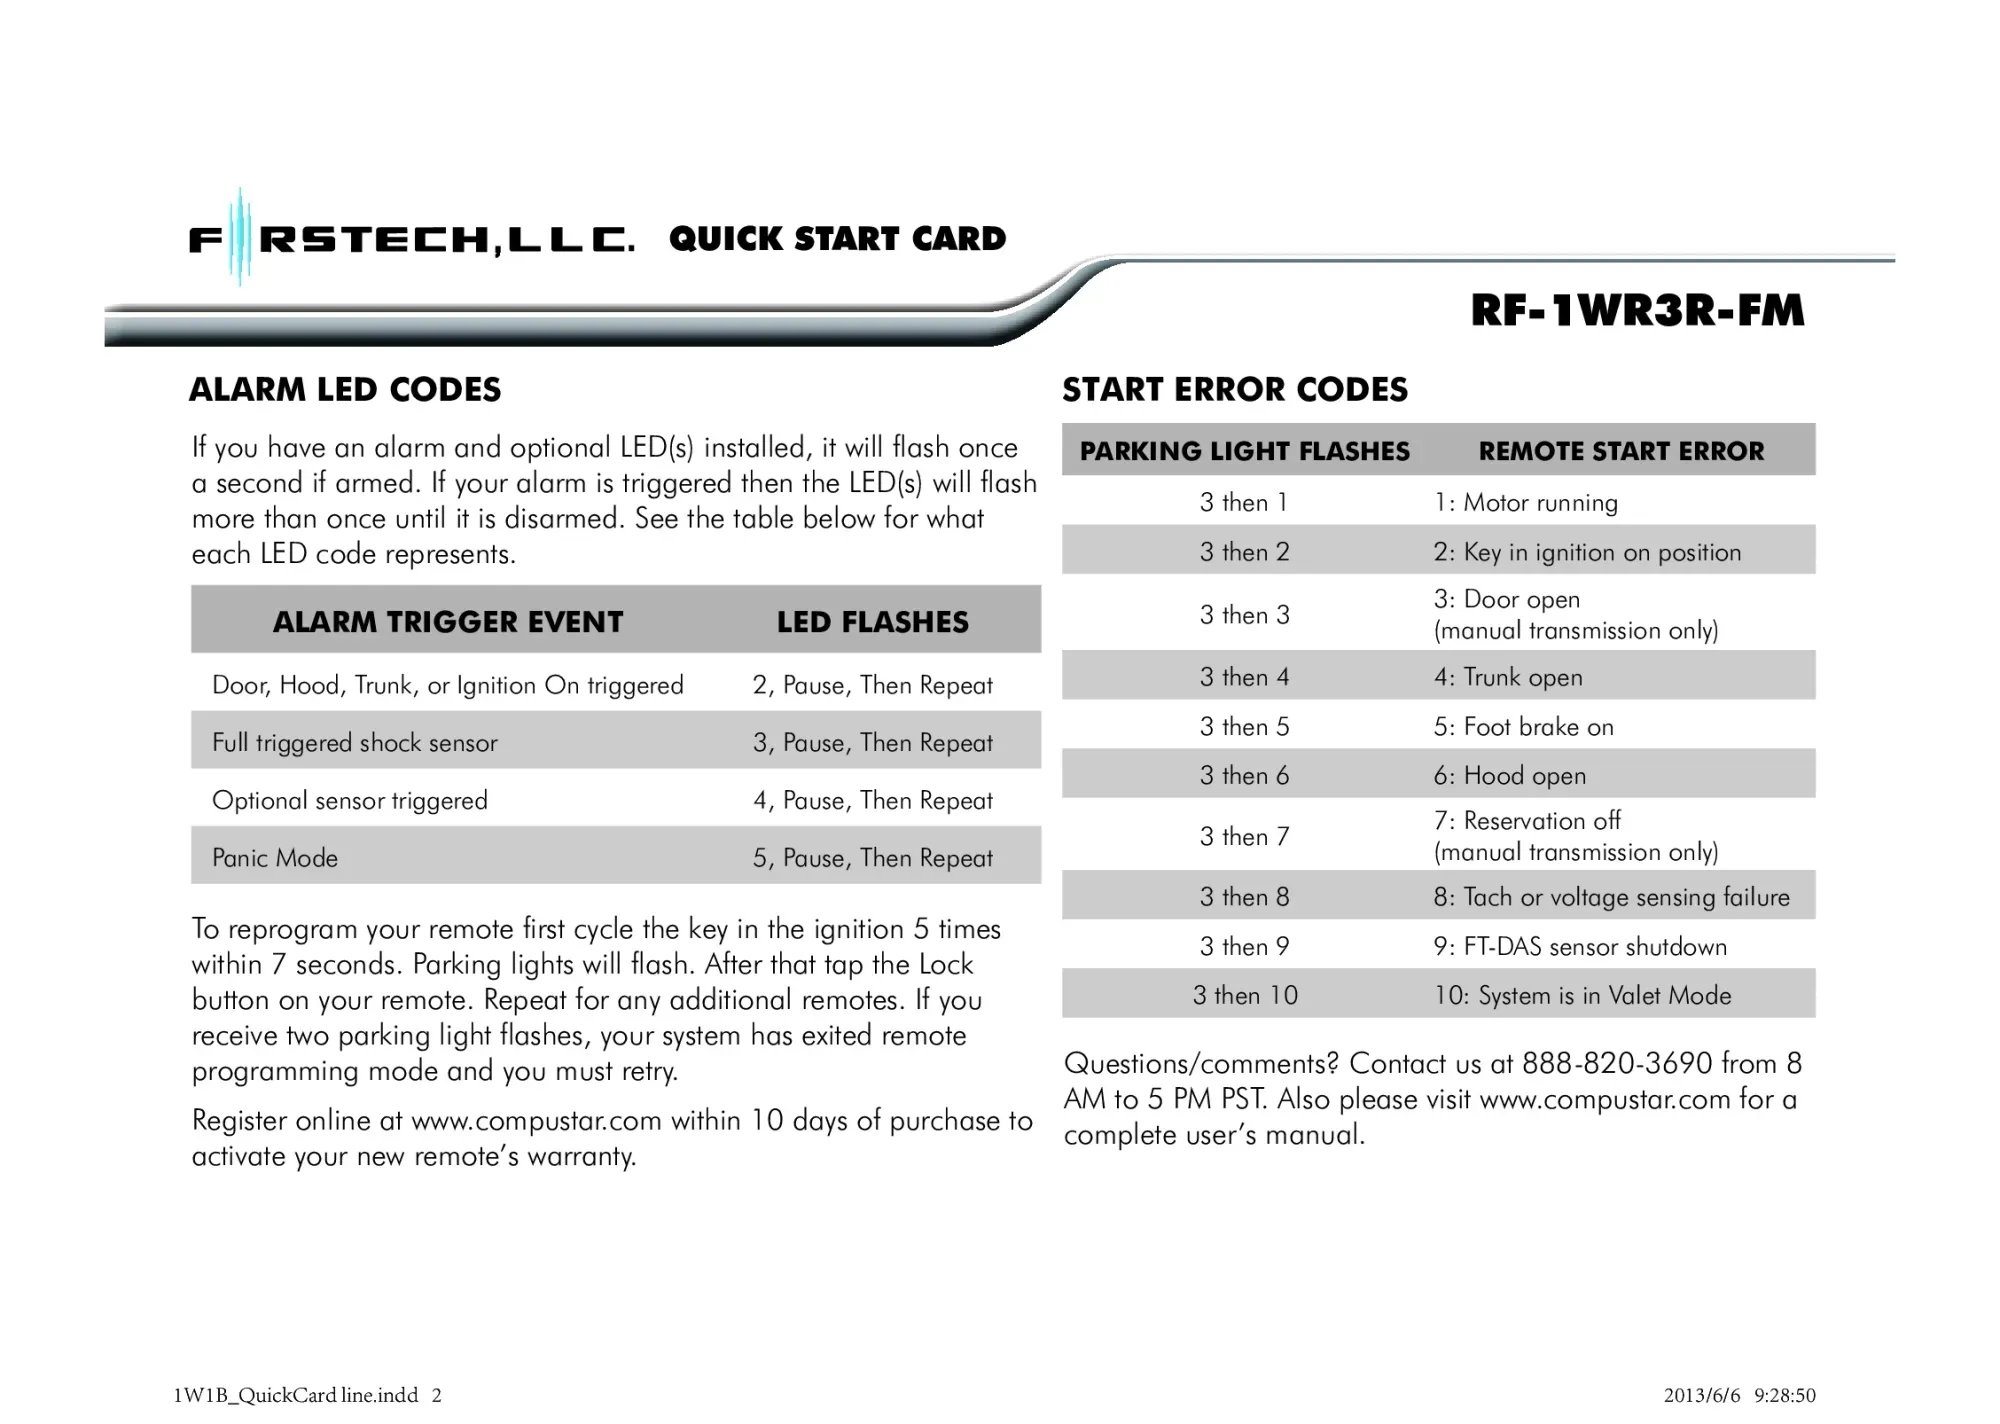 FIRSTECH,LLC. QUICK START CARD
RF-1WR3R-FM
ALARM LED CODES
If you have an alarm and optional LED(s) installed, it will flash once
a second if armed. If your alarm is triggered then the LED(s) will flash
more than once until it is disarmed. See the table below for what
each LED code represents.
ALARM TRIGGER EVENT LED FLASHES
Door, Hood, Trunk, or Ignition On triggered 2, Pause, Then Repeat
Full triggered shock sensor 3, Pause, Then Repeat
Optional sensor triggered 4, Pause, Then Repeat
Panic Mode 5, Pause, Then Repeat
To reprogram your remote first cycle the key in the ignition 5 times
within 7 seconds. Parking lights will flash. After that tap the Lock
button on your remote. Repeat for any additional remotes. If you
receive two parking light flashes, your system has exited remote
programming mode and you must retry.
Register online at www.compustar.com within 10 days of purchase to
activate your new remote's warranty.
START ERROR CODES
PARKING LIGHT FLASHES REMOTE START ERROR
3 then 1 1: Motor running
3 then 2 2: Key in ignition on position
3 then 3 3: Door open
(manual transmission only)
3 then 4 4: Trunk open
3 then 5 5: Foot brake on
3 then 6 6: Hood open
3 then 7 7: Reservation off
(manual transmission only)
3 then 8 8: Tach or voltage sensing failure
3 then 9 9: FT-DAS sensor shutdown
3 then 10 10: System is in Valet Mode
Questions/comments? Contact us at 888-820-3690 from 8
AM to 5 PM PST. Also please visit www.compustar.com for a
complete user's manual.
1W1B_QuickCard line.indd 2
2013/6/6 9:28:50